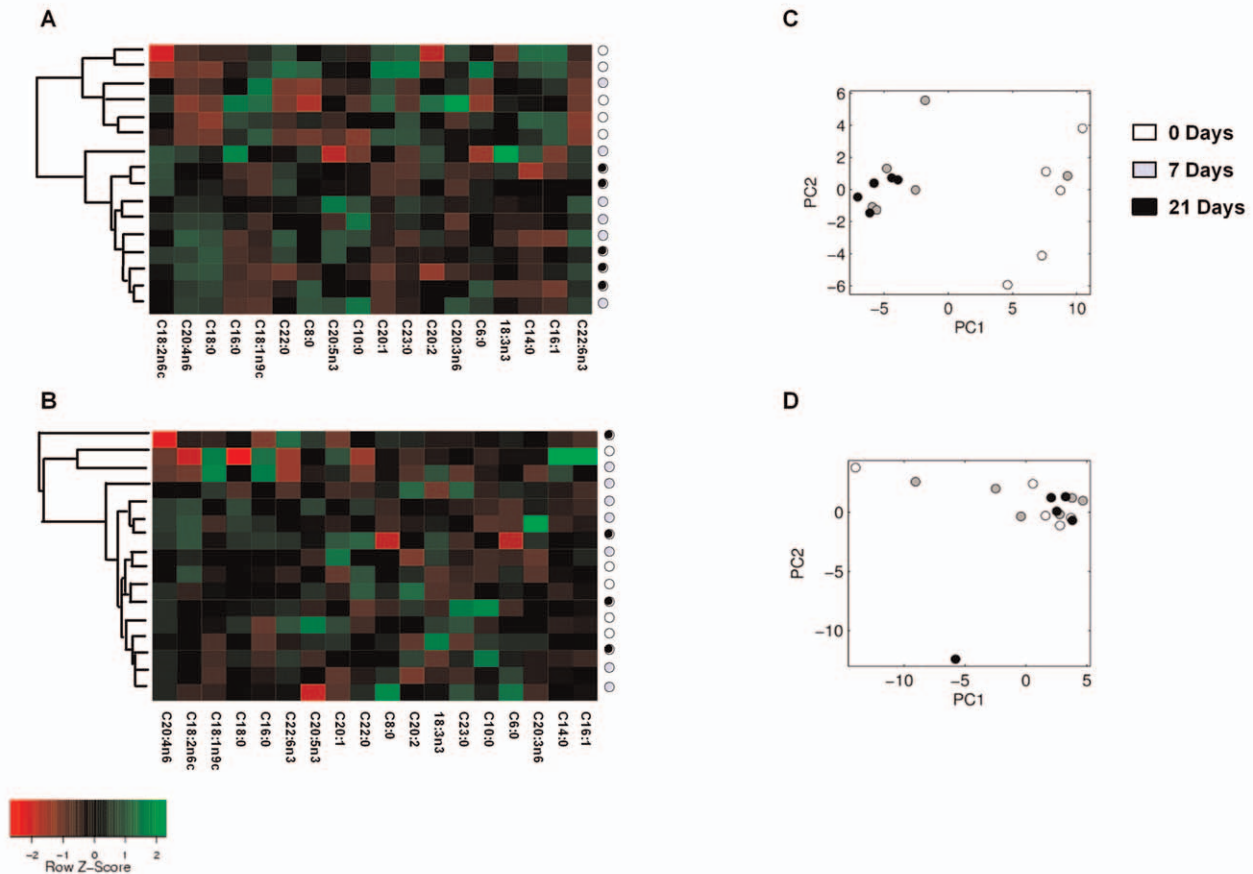 A
C18:2n6c
C20:4n6
C18:0
C16:0
C18:1n9c
C22:0
C8:0
C20:5n3
C10:0
C20:1
C23:0
C20:2
C20:3n6
C6:0
18:3n3
C14:0
C16:1
C22:6n3
B
C20:4n6
C18:2n6c
C18:1n9c
C18:0
C16:0
C22:6n3
C20:5n3
C20:1
C22:0
C8:0
C20:2
18:3n3
C23:0
C10:0
C6:0
C20:3n6
C14:0
C16:1
−2 −1 0 1 2
Row Z−Score
C
6
4
2
0
−2
−4
−6
PC2
−5 0 5 10
PC1
0 Days
7 Days
21 Days
D
0
−5
−10
PC2
−10 −5 0 5
PC1